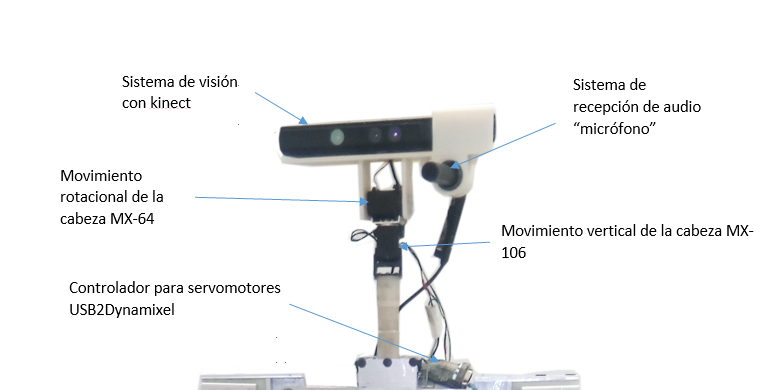 Sistema de visión
con kinect
Sistema de
recepción de audio
“micrófono”
Movimiento
rotacional de la
cabeza MX-64
Movimiento vertical de la cabeza MX-
106
Controlador para servomotores
USB2Dynamixel